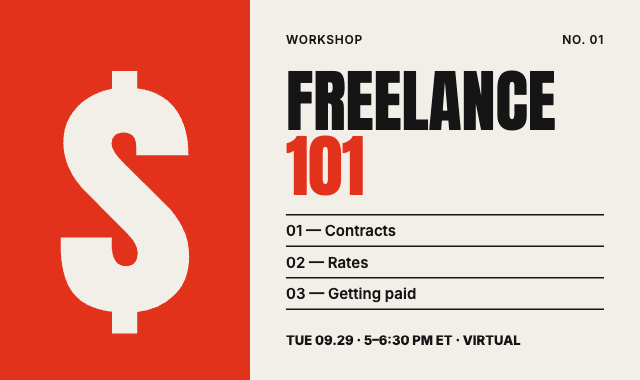 $
WORKSHOP
NO. 01
FREELANCE
101
01 — Contracts
02 — Rates
03 — Getting paid
TUE 09.29 · 5–6:30 PM ET · VIRTUAL